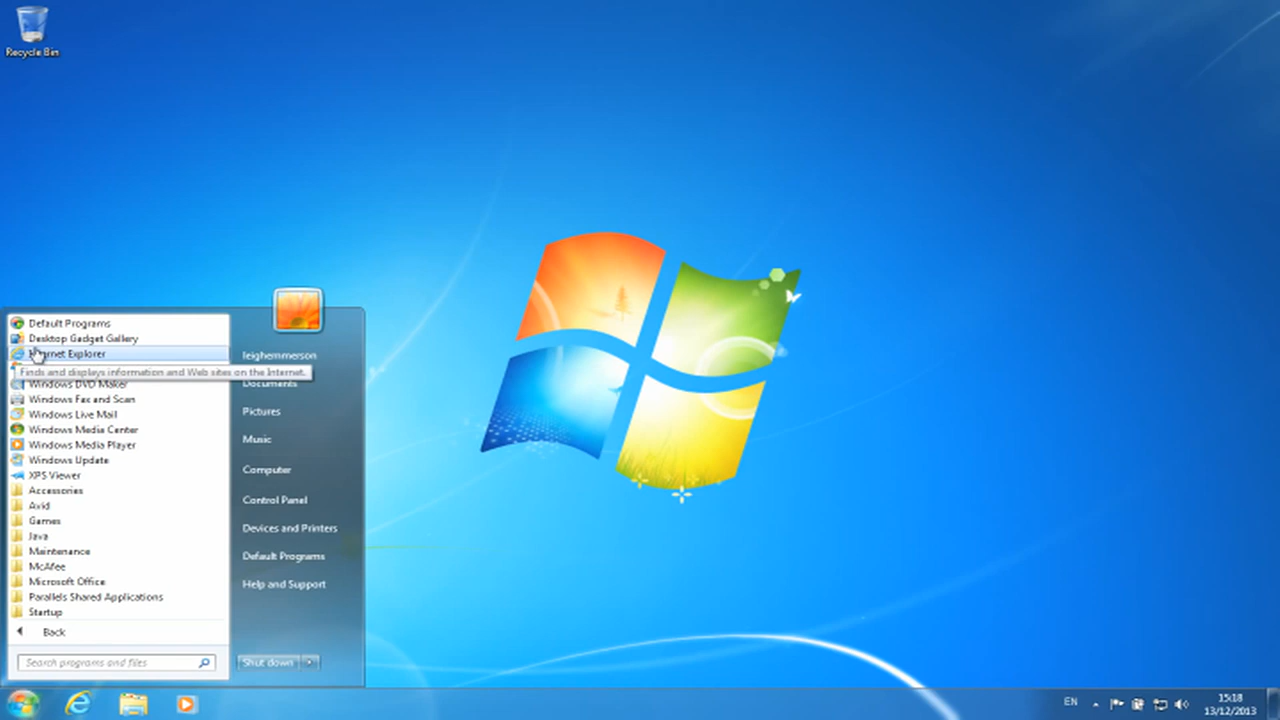 Recycle Bin
Default Programs
Desktop Gadget Gallery
Internet Explorer
Finds and displays information and Web sites on the Internet.
Windows DVD Maker
Windows Fax and Scan
Windows Live Mail
Windows Media Center
Windows Media Player
Windows Update
XPS Viewer
Accessories
Avid
Games
Java
Maintenance
McAfee
Microsoft Office
Parallels Shared Applications
Startup
Back
Search programs and files
leighemmerson
Documents
Pictures
Music
Computer
Control Panel
Devices and Printers
Default Programs
Help and Support
Shut down
EN
15:18
13/12/2013